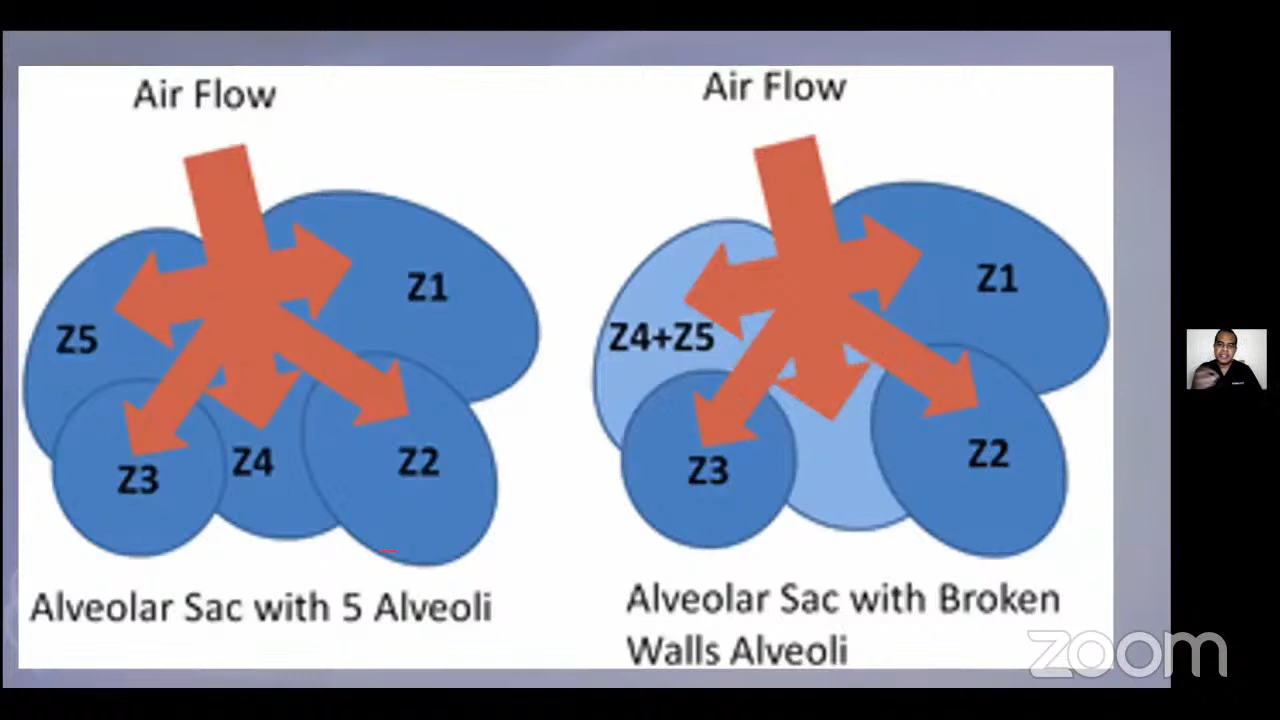 Air Flow
Z1
Z5
Z4
Z2
Z3
Alveolar Sac with 5 Alveoli
Air Flow
Z1
Z4+Z5
Z2
Z3
Alveolar Sac with Broken
Walls Alveoli
zoom